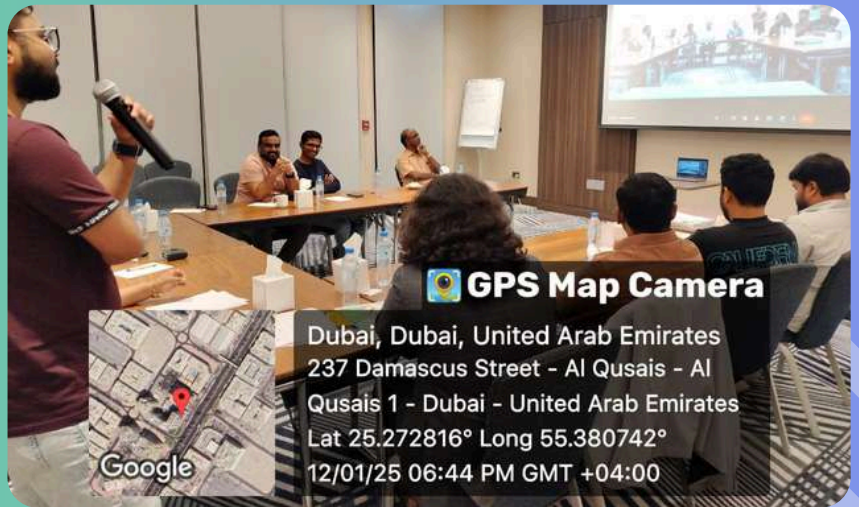 GPS Map Camera
Dubai, Dubai, United Arab Emirates
237 Damascus Street - Al Qusais - Al
Qusais 1 - Dubai - United Arab Emirates
Lat 25.272816° Long 55.380742°
12/01/25 06:44 PM GMT +04:00
Google